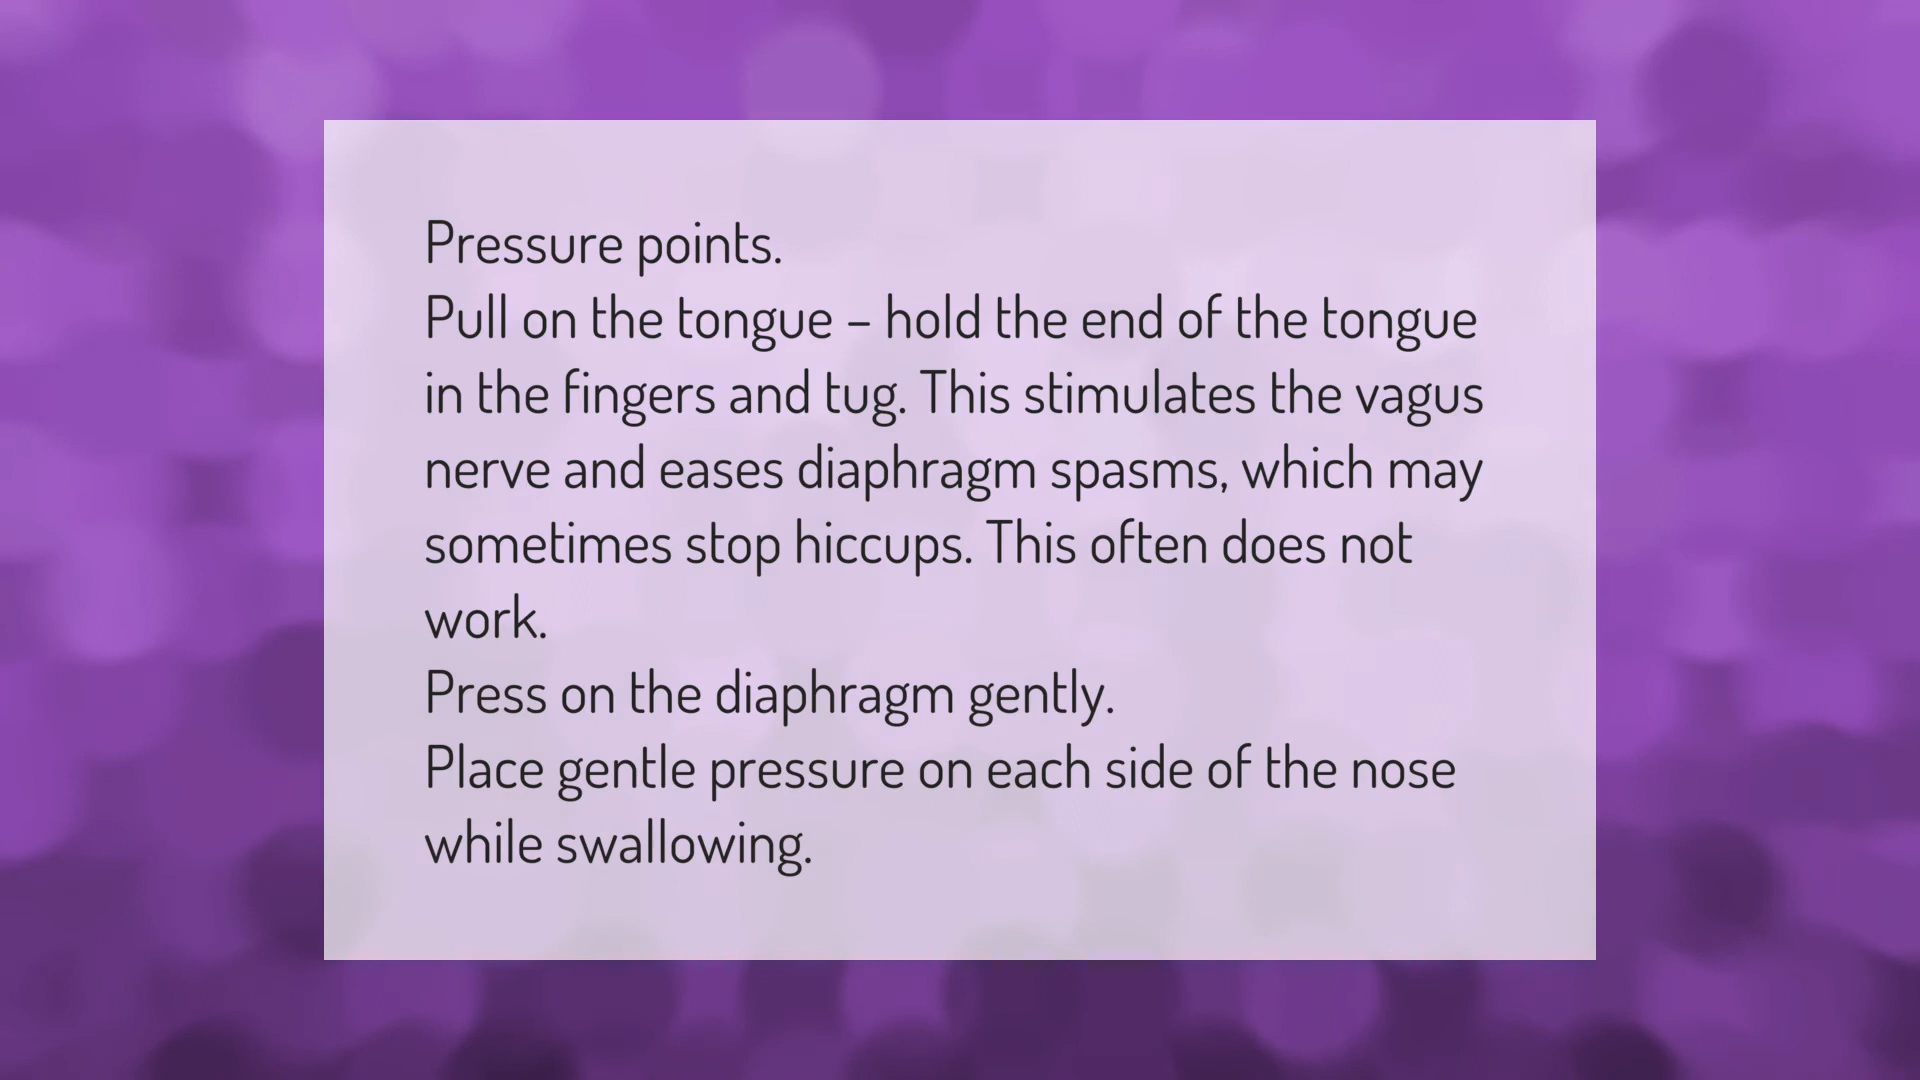 Pressure points.
Pull on the tongue – hold the end of the tongue
in the fingers and tug. This stimulates the vagus
nerve and eases diaphragm spasms, which may
sometimes stop hiccups. This often does not
work.
Press on the diaphragm gently.
Place gentle pressure on each side of the nose
while swallowing.